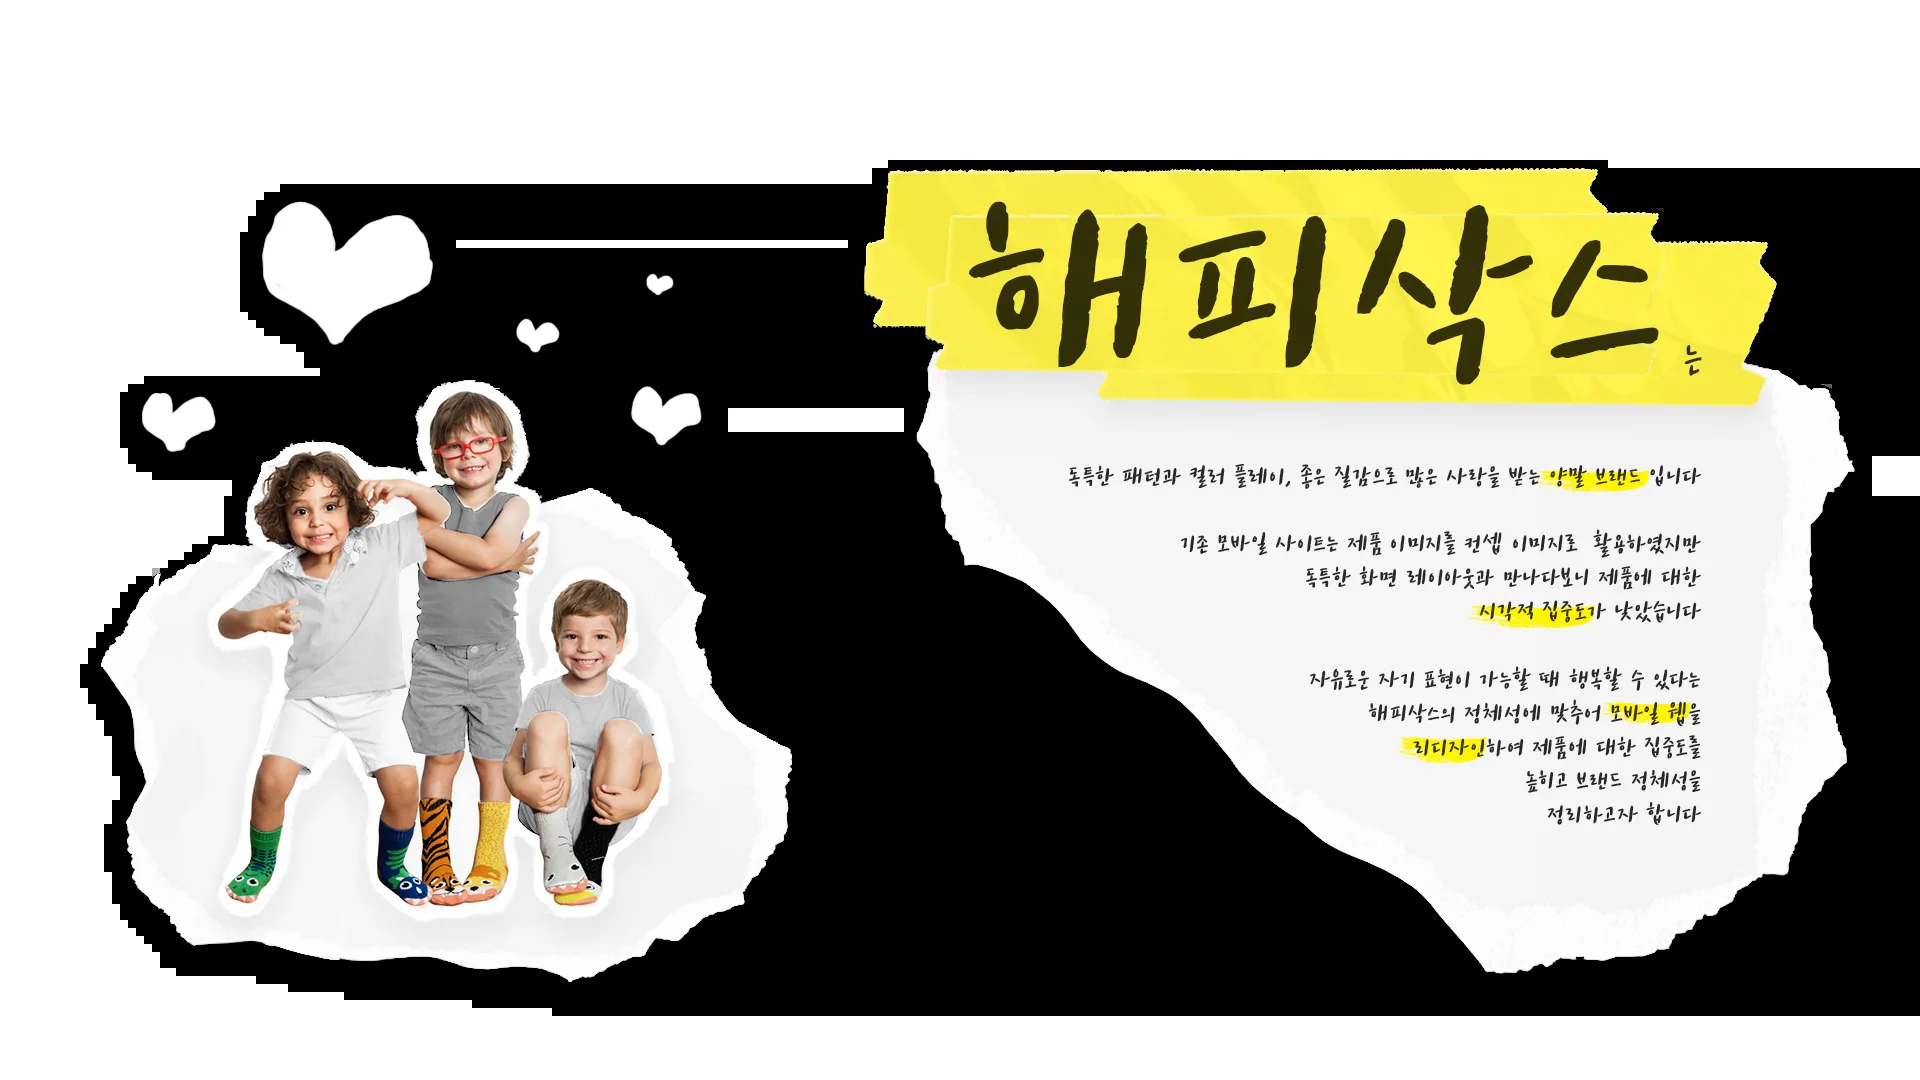 해피삭스는
독특한 패턴과 컬러 플레이, 좋은 질감으로 많은 사랑을 받는 양말 브랜드 입니다
기존 모바일 사이트는 제품 이미지를 컨셉 이미지로 활용하였지만
독특한 화면 레이아웃과 만나다보니 제품에 대한
시각적 집중도가 낮았습니다
자유로운 자기 표현이 가능할 때 행복할 수 있다는
해피삭스의 정체성에 맞추어 모바일 웹을
리디자인하여 제품에 대한 집중도를
높히고 브랜드 정체성을
정리하고자 합니다